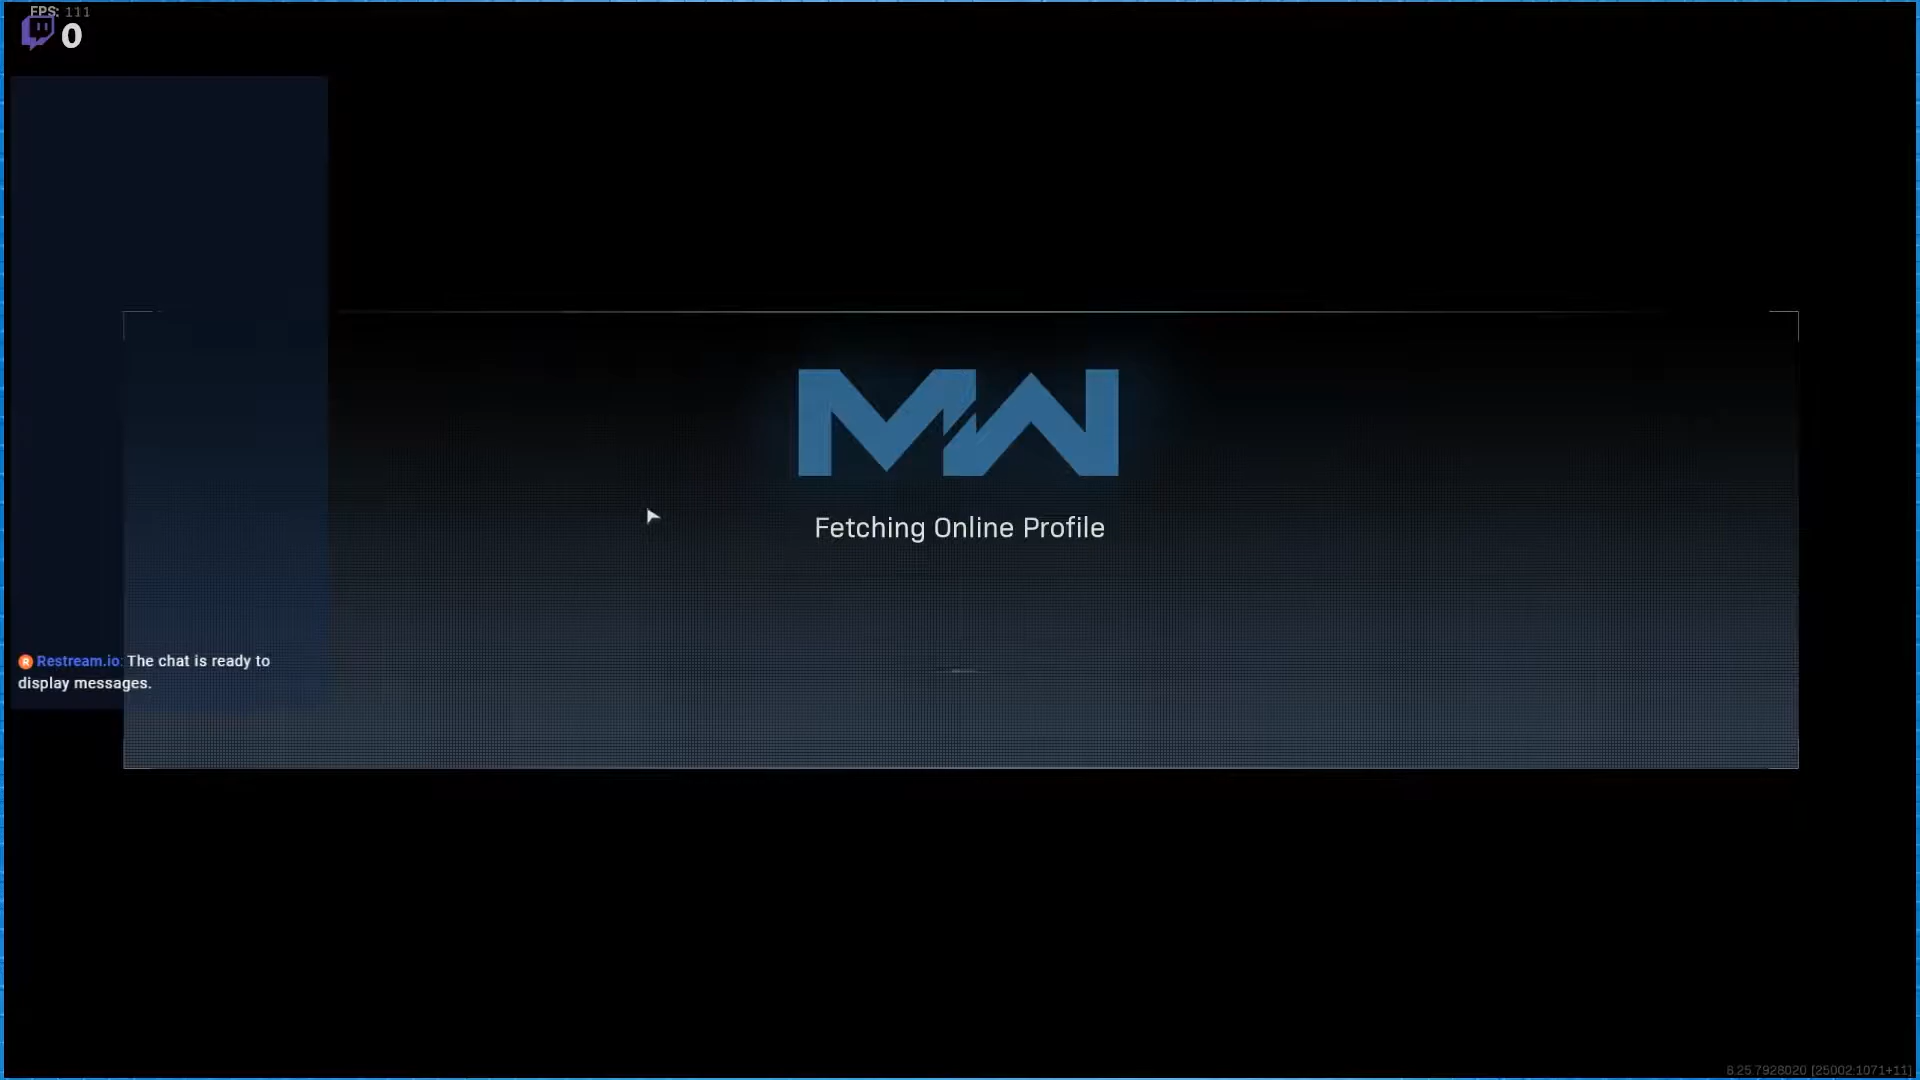 FPS: 111
0
MW
Fetching Online Profile
Restream.io: The chat is ready to
display messages.
8.25.7928020 [25002:1071+11]